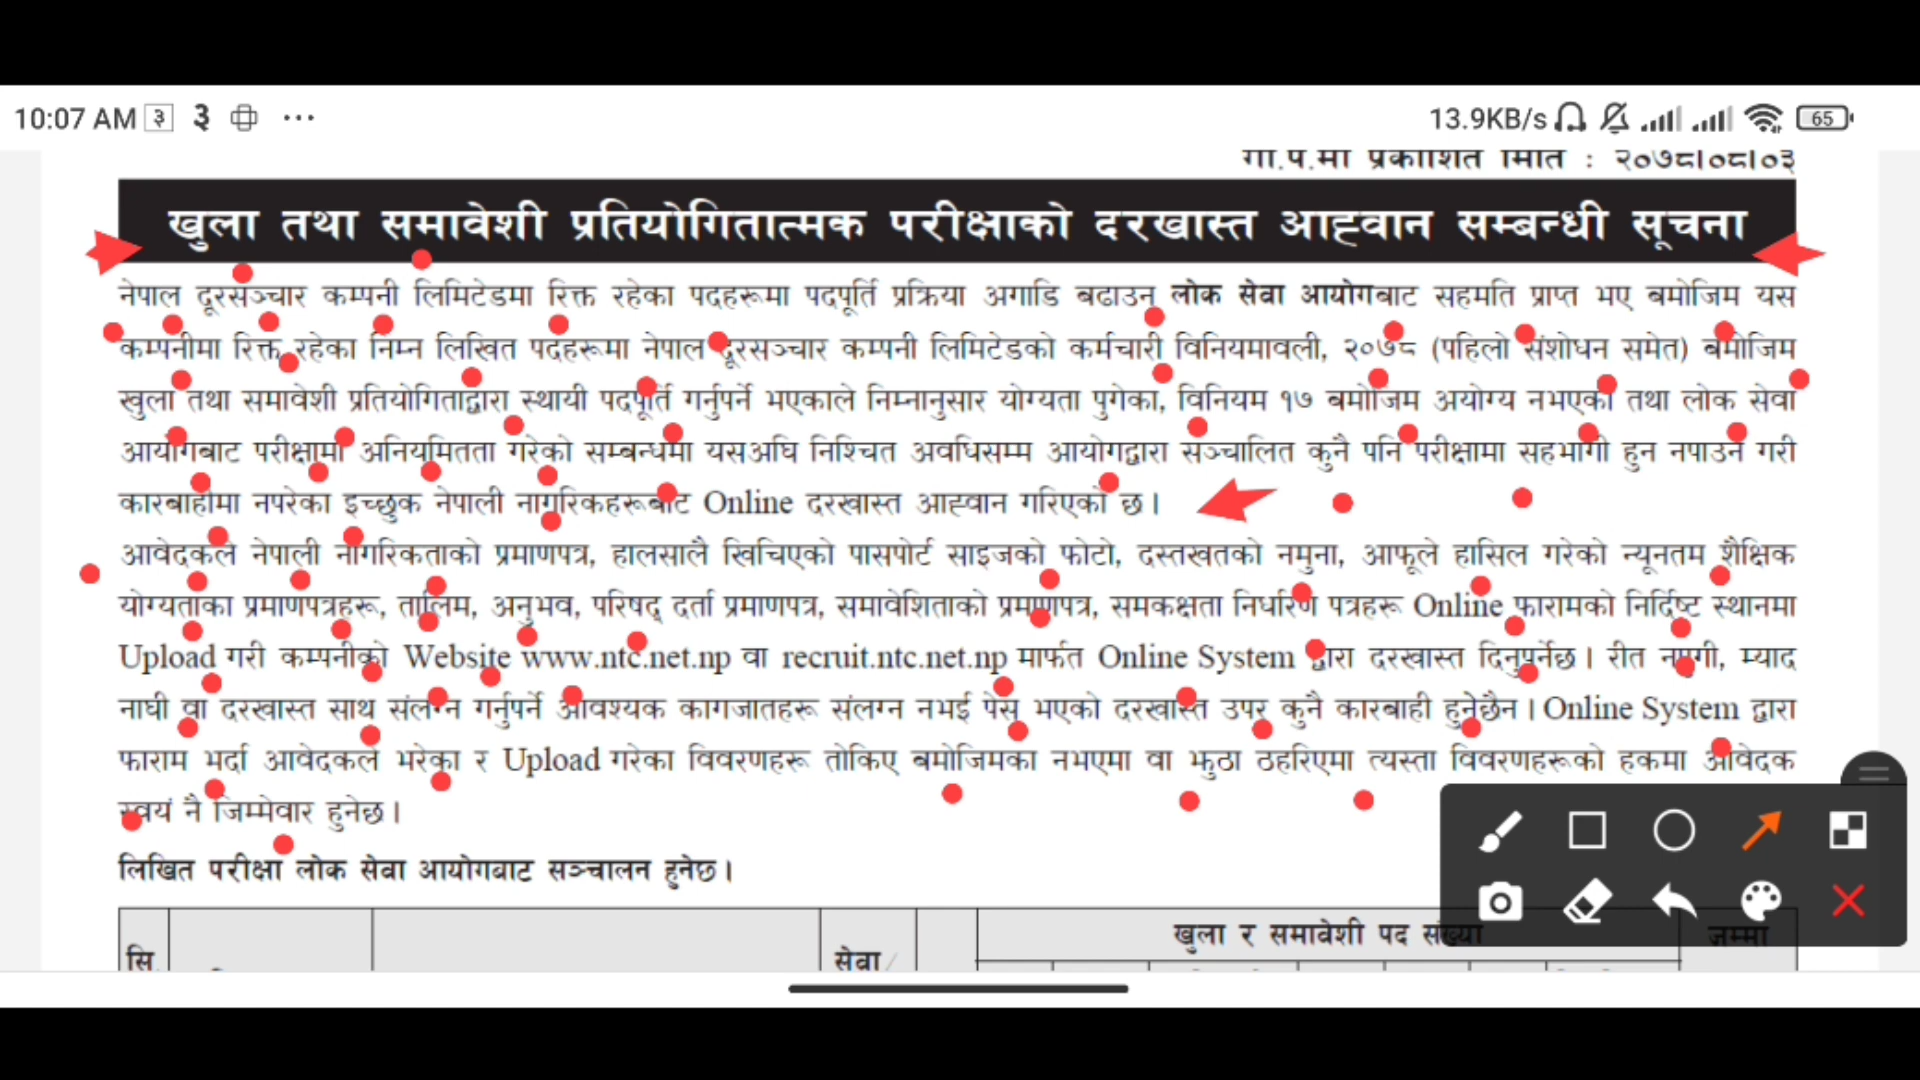 10:07 AM ३ ३ ... 13.9KB/s 65
गो.प.मा प्रकाशित मिति : २०७८।०८।०३
खुला तथा समावेशी प्रतियोगितात्मक परीक्षाको दरखास्त आह्वान सम्बन्धी सूचना
नेपाल दूरसञ्चार कम्पनी लिमिटेडमा रिक्त रहेका पदहरूमा पदपूर्ति प्रक्रिया अगाडि बढाउन लोक सेवा आयोगबाट सहमति प्राप्त भए बमोजिम यस
कम्पनीमा रिक्त रहेका निम्न लिखित पदहरूमा नेपाल दूरसञ्चार कम्पनी लिमिटेडको कर्मचारी विनियमावली, २०७८ (पहिलो संशोधन समेत) बमोजिम
खुला तथा समावेशी प्रतियोगिताद्वारा स्थायी पदपूर्ति गर्नुपर्ने भएकाले निम्नानुसार योग्यता पुगेका, विनियम १७ बमोजिम अयोग्य नभएको तथा लोक सेवा
आयोगबाट परीक्षामा अनियमितता गरेको सम्बन्धमा यसअघि निश्चित अवधिसम्म आयोगद्वारा सञ्चालित कुनै पनि परीक्षामा सहभागी हुन नपाउने गरी
कारबाहीमा नपरेका इच्छुक नेपाली नागरिकहरूबाट Online दरखास्त आह्वान गरिएको छ।
आवेदकले नेपाली नागरिकताको प्रमाणपत्र, हालसालै खिचिएको पासपोर्ट साइजको फोटो, दस्तखतको नमुना, आफूले हासिल गरेको न्यूनतम शैक्षिक
योग्यताका प्रमाणपत्रहरू, तालिम, अनुभव, परिषद् दर्ता प्रमाणपत्र, समावेशिताको प्रमाणपत्र, समकक्षता निर्धारण पत्रहरू Online फारामको निर्दिष्ट स्थानमा
Upload गरी कम्पनीको Website www.ntc.net.np वा recruit.ntc.net.np मार्फत Online System द्वारा दरखास्त दिनुपर्नेछ। रीत नपुगी, म्याद
नाघी वा दरखास्त साथ संलग्न गर्नुपर्ने आवश्यक कागजातहरू संलग्न नभई पेस भएको दरखास्त उपर कुनै कारबाही हुनेछैन। Online System द्वारा
फाराम भर्दा आवेदकले भरेका र Upload गरेका विवरणहरू तोकिए बमोजिमका नभएमा वा झुठा ठहरिएमा त्यस्ता विवरणहरूको हकमा आवेदक
स्वयं नै जिम्मेवार हुनेछ।
लिखित परीक्षा लोक सेवा आयोगबाट सञ्चालन हुनेछ।
खुला र समावेशी पद संख्या जम्मा
सि सेवा/